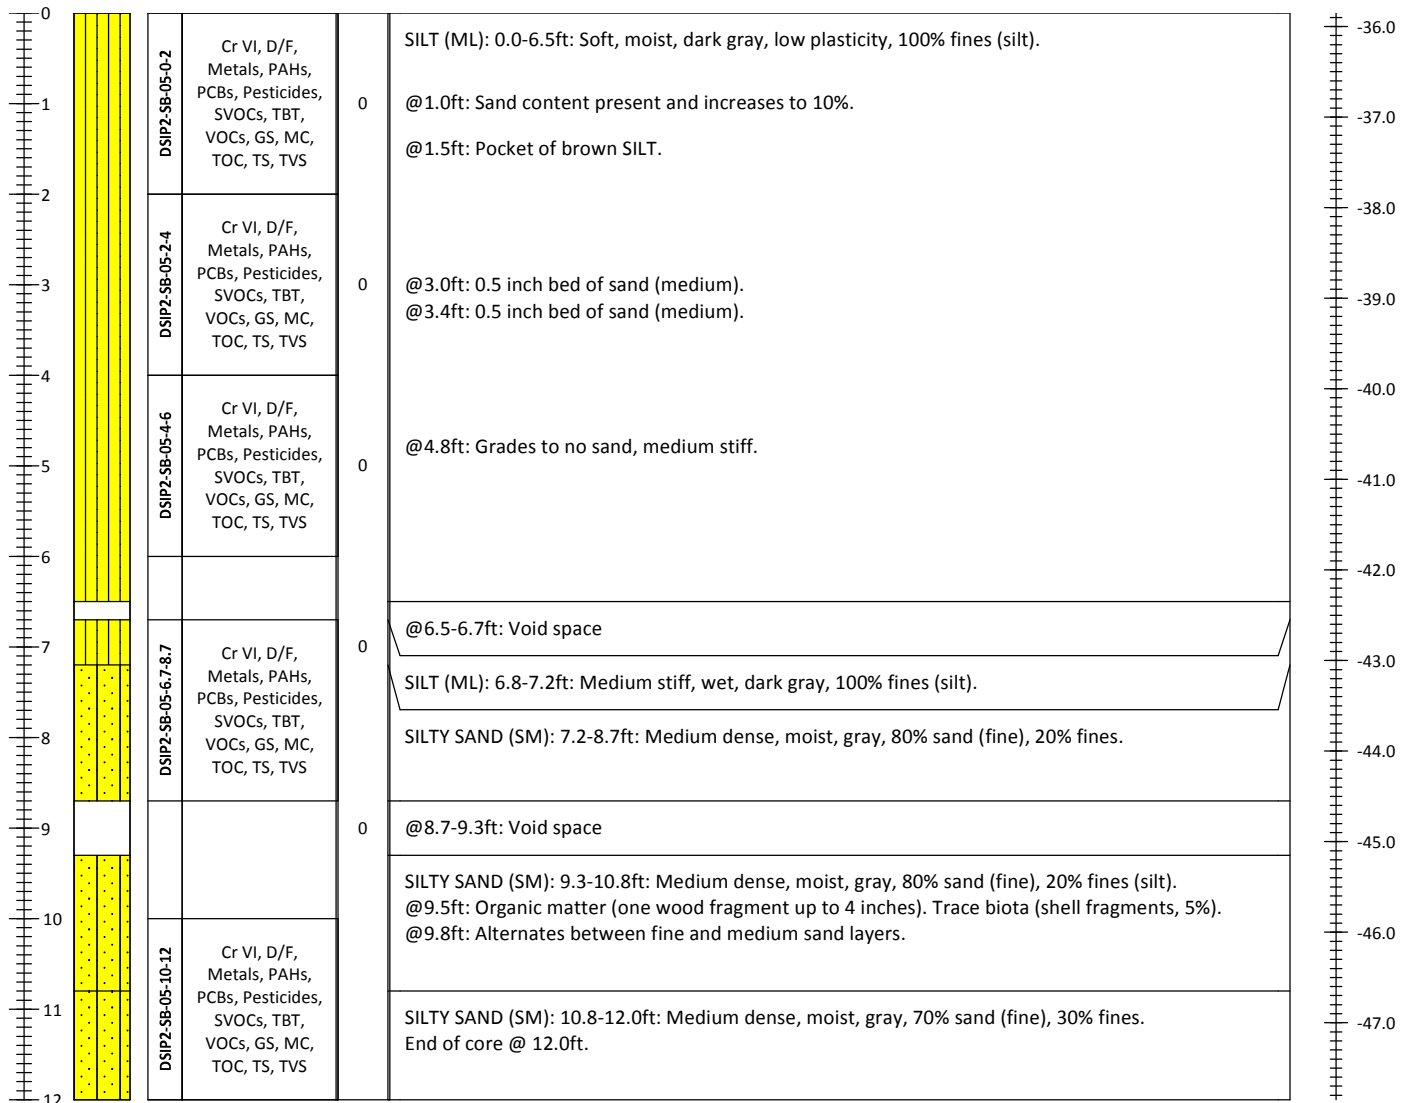 0
1
2
3
4
5
6
7
8
9
10
11
12
DSIP2-SB-05-0-2
Cr VI, D/F,
Metals, PAHs,
PCBs, Pesticides,
SVOCs, TBT,
VOCs, GS, MC,
TOC, TS, TVS
0
DSIP2-SB-05-2-4
Cr VI, D/F,
Metals, PAHs,
PCBs, Pesticides,
SVOCs, TBT,
VOCs, GS, MC,
TOC, TS, TVS
0
DSIP2-SB-05-4-6
Cr VI, D/F,
Metals, PAHs,
PCBs, Pesticides,
SVOCs, TBT,
VOCs, GS, MC,
TOC, TS, TVS
0
DSIP2-SB-05-6.7-8.7
Cr VI, D/F,
Metals, PAHs,
PCBs, Pesticides,
SVOCs, TBT,
VOCs, GS, MC,
TOC, TS, TVS
0
0
DSIP2-SB-05-10-12
Cr VI, D/F,
Metals, PAHs,
PCBs, Pesticides,
SVOCs, TBT,
VOCs, GS, MC,
TOC, TS, TVS
SILT (ML): 0.0-6.5ft: Soft, moist, dark gray, low plasticity, 100% fines (silt).
@1.0ft: Sand content present and increases to 10%.
@1.5ft: Pocket of brown SILT.
@3.0ft: 0.5 inch bed of sand (medium).
@3.4ft: 0.5 inch bed of sand (medium).
@4.8ft: Grades to no sand, medium stiff.
@6.5-6.7ft: Void space
SILT (ML): 6.8-7.2ft: Medium stiff, wet, dark gray, 100% fines (silt).
SILTY SAND (SM): 7.2-8.7ft: Medium dense, moist, gray, 80% sand (fine), 20% fines.
@8.7-9.3ft: Void space
SILTY SAND (SM): 9.3-10.8ft: Medium dense, moist, gray, 80% sand (fine), 20% fines (silt).
@9.5ft: Organic matter (one wood fragment up to 4 inches). Trace biota (shell fragments, 5%).
@9.8ft: Alternates between fine and medium sand layers.
SILTY SAND (SM): 10.8-12.0ft: Medium dense, moist, gray, 70% sand (fine), 30% fines.
End of core @ 12.0ft.
-36.0
-37.0
-38.0
-39.0
-40.0
-41.0
-42.0
-43.0
-44.0
-45.0
-46.0
-47.0